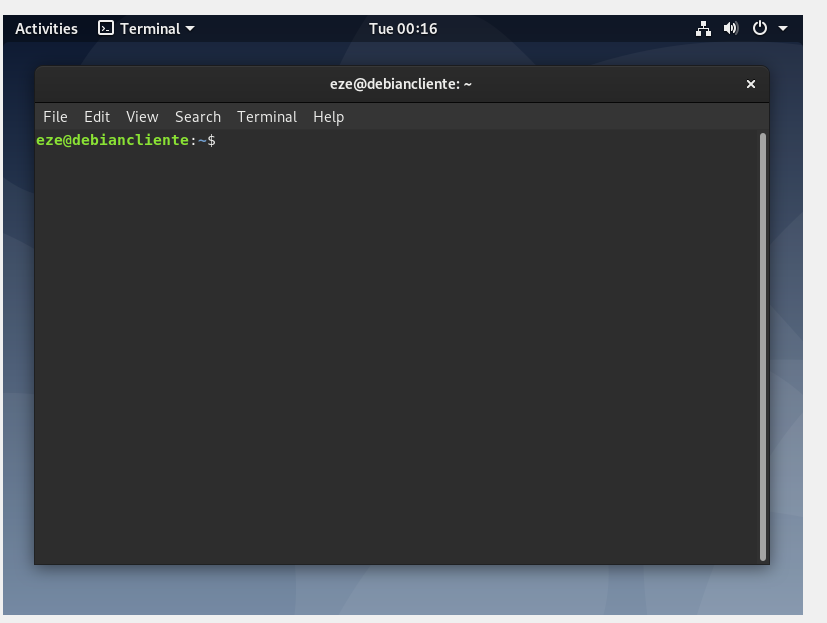 Activities Terminal Tue 00:16
eze@debiancliente: ~
File Edit View Search Terminal Help
eze@debiancliente:~$